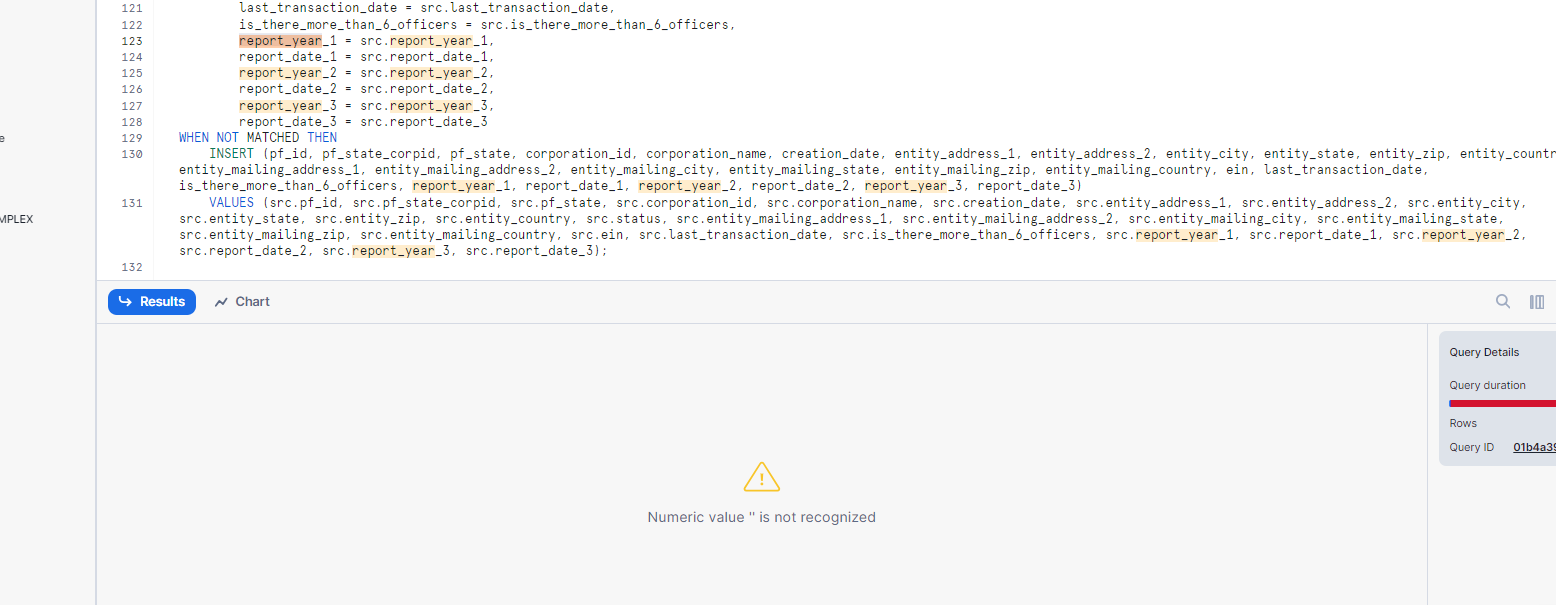 121 last_transaction_date = src.last_transaction_date,
122 is_there_more_than_6_officers = src.is_there_more_than_6_officers,
123 report_year_1 = src.report_year_1,
124 report_date_1 = src.report_date_1,
125 report_year_2 = src.report_year_2,
126 report_date_2 = src.report_date_2,
127 report_year_3 = src.report_year_3,
128 report_date_3 = src.report_date_3
e
129 WHEN NOT MATCHED THEN
130 INSERT (pf_id, pf_state_corpid, pf_state, corporation_id, corporation_name, creation_date, entity_address_1, entity_address_2, entity_city, entity_state, entity_zip, entity_countr
entity_mailing_address_1, entity_mailing_address_2, entity_mailing_city, entity_mailing_state, entity_mailing_zip, entity_mailing_country, ein, last_transaction_date,
is_there_more_than_6_officers, report_year_1, report_date_1, report_year_2, report_date_2, report_year_3, report_date_3)
131 VALUES (src.pf_id, src.pf_state_corpid, src.pf_state, src.corporation_id, src.corporation_name, src.creation_date, src.entity_address_1, src.entity_address_2, src.entity_city,
MPLEX
src.entity_state, src.entity_zip, src.entity_country, src.status, src.entity_mailing_address_1, src.entity_mailing_address_2, src.entity_mailing_city, src.entity_mailing_state,
src.entity_mailing_zip, src.entity_mailing_country, src.ein, src.last_transaction_date, src.is_there_more_than_6_officers, src.report_year_1, src.report_date_1, src.report_year_2,
src.report_date_2, src.report_year_3, src.report_date_3);
132
Results Chart
Query Details
Query duration
Rows
Query ID 01b4a39
Numeric value '' is not recognized